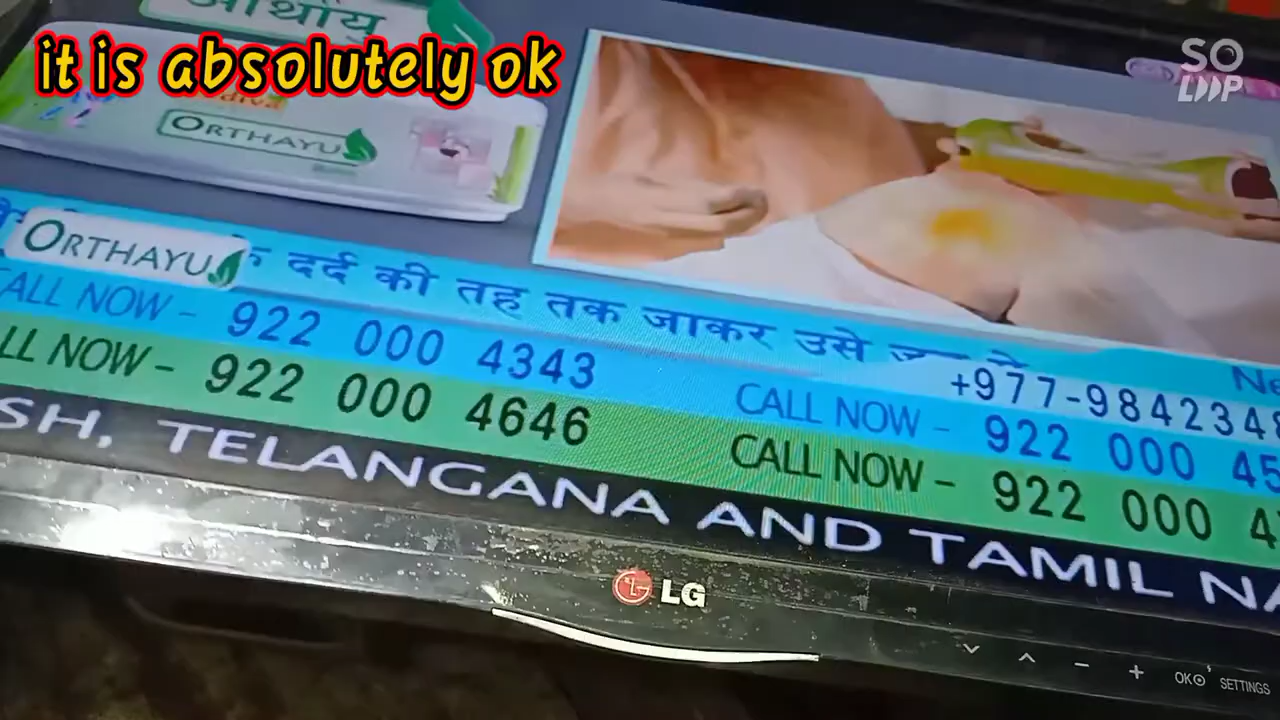 it is absolutely ok
SO
LOOP
ORTHAYU
ORTHAYU
दर्द की तह तक जाकर उसे
CALL NOW - 922 000 4343
+977-984234
CALL NOW - 922 000 4646
CALL NOW - 922 000 45
CALL NOW - 922 000 4
SH, TELANGANA AND TAMIL NA
LG
OK
SETTINGS